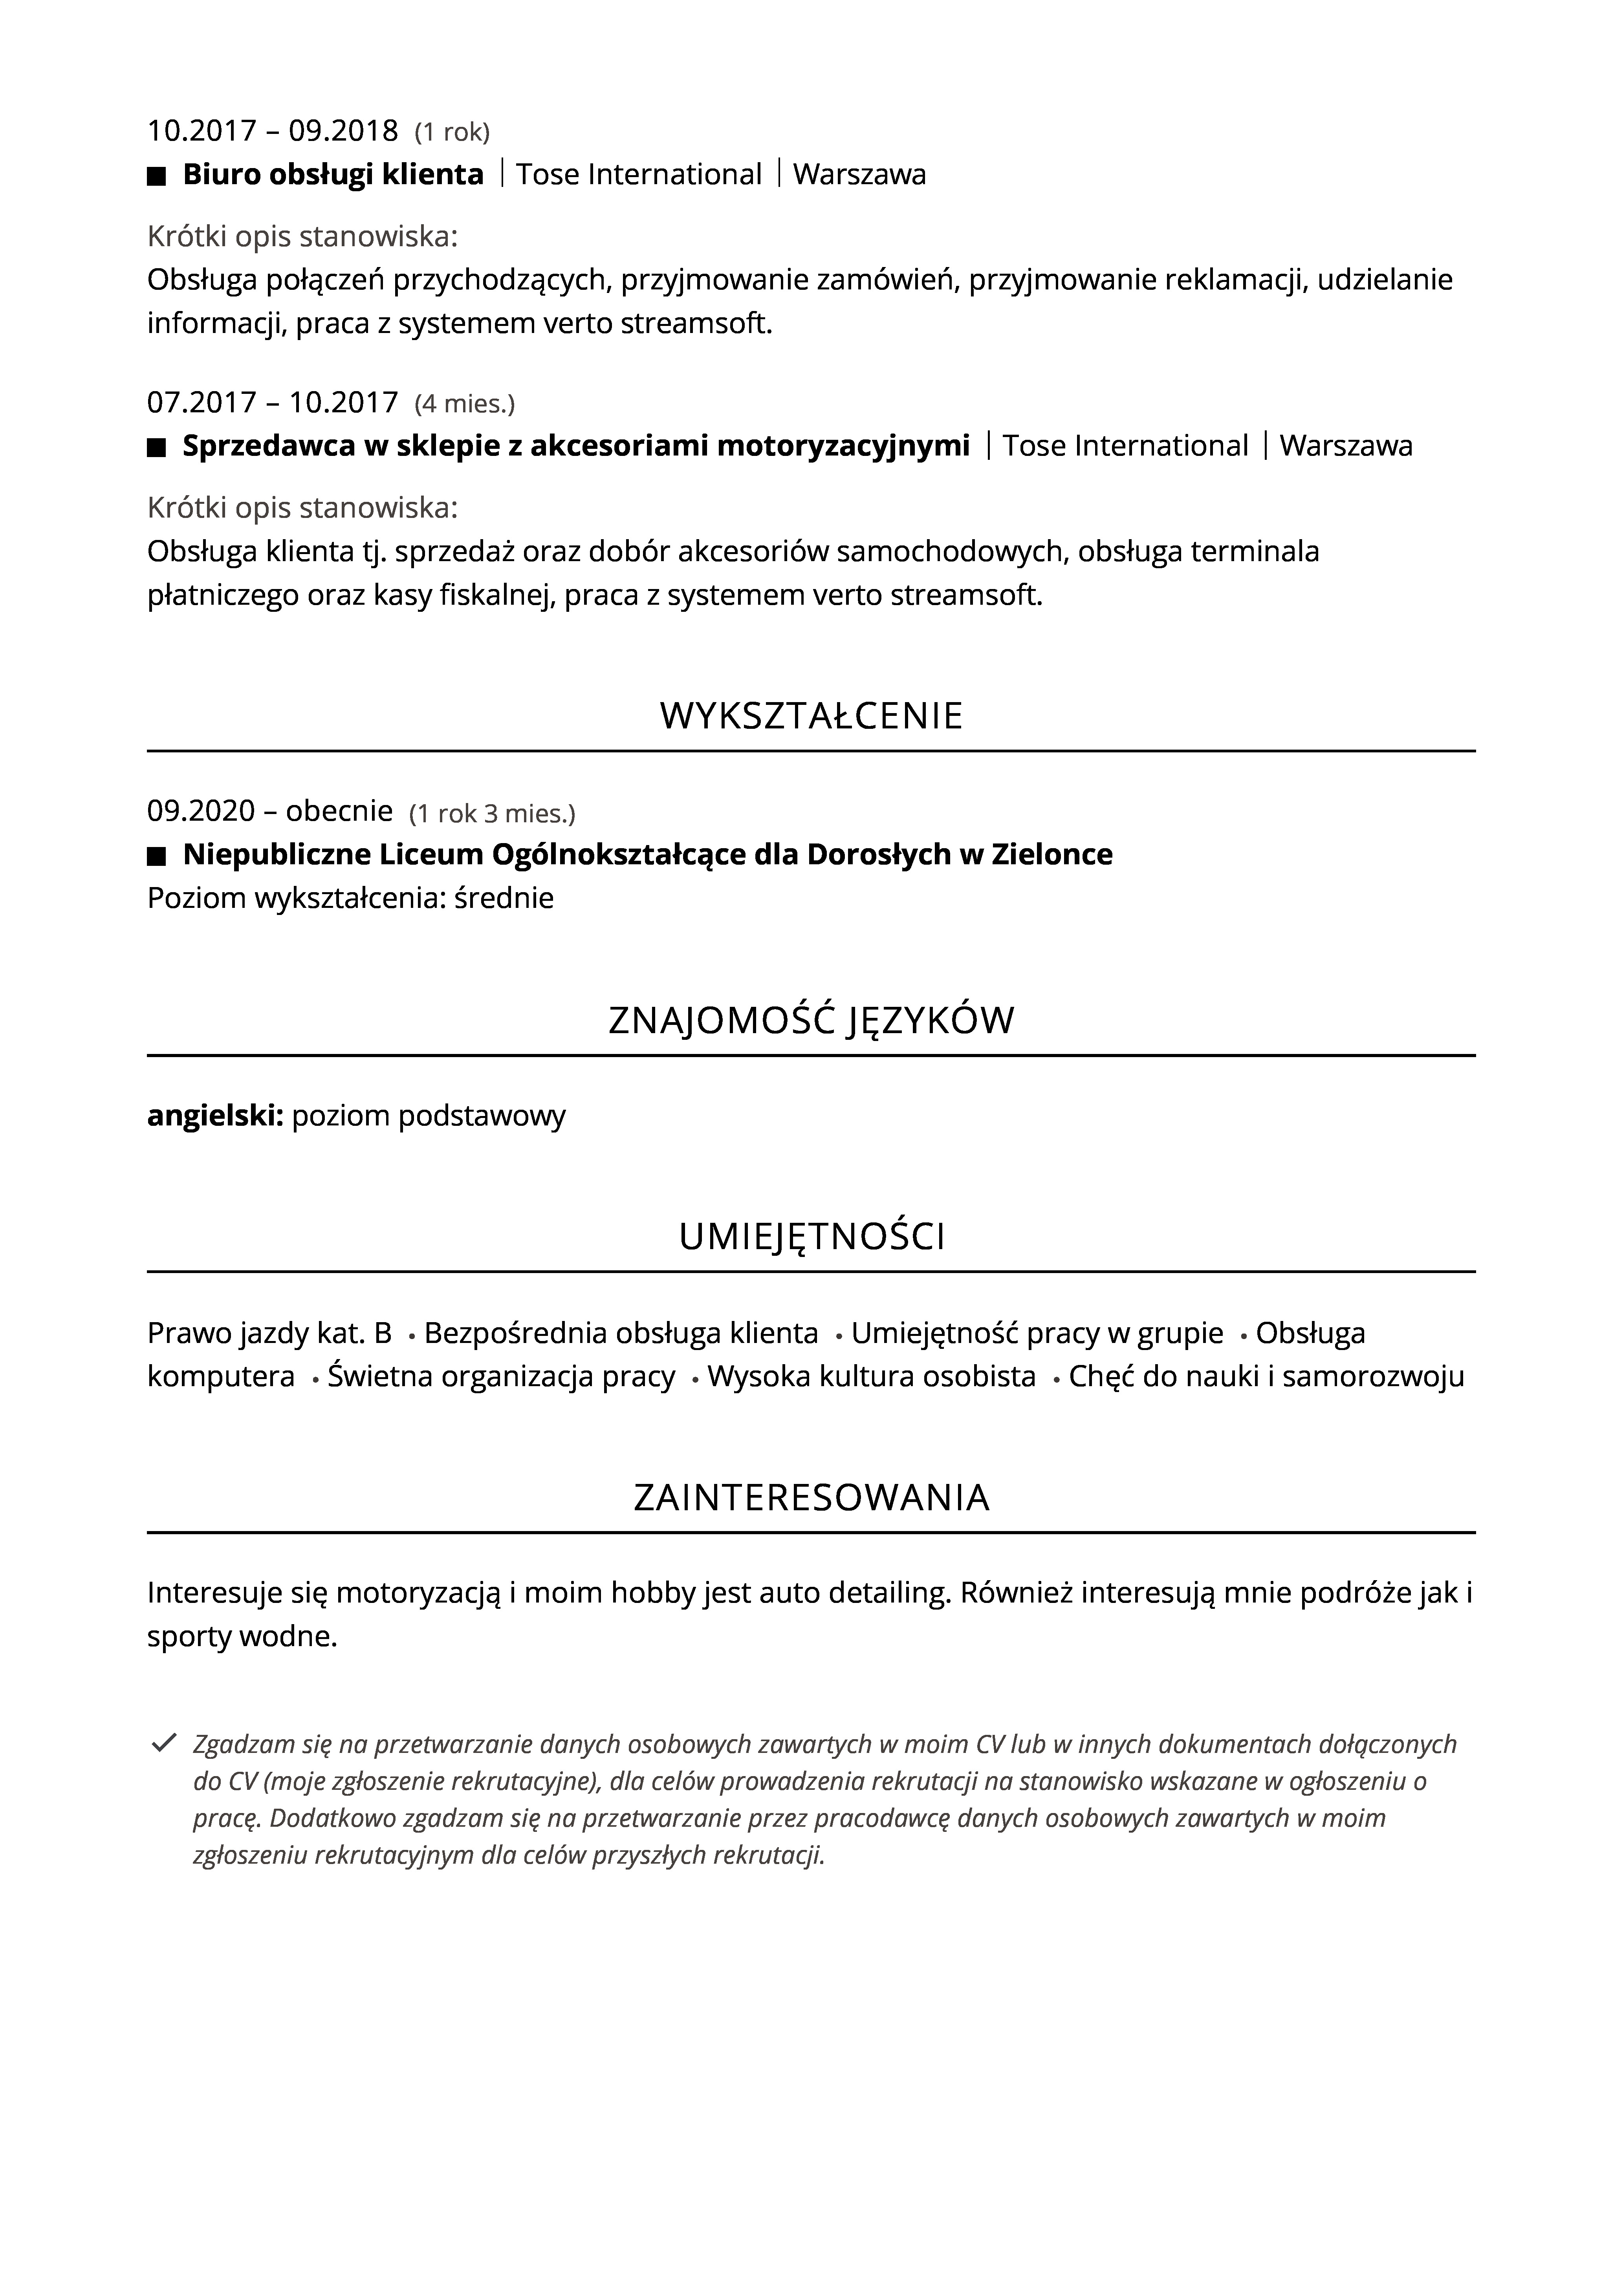 10.2017 – 09.2018 (1 rok)
■ Biuro obsługi klienta | Tose International | Warszawa
Krótki opis stanowiska:
Obsługa połączeń przychodzących, przyjmowanie zamówień, przyjmowanie reklamacji, udzielanie
informacji, praca z systemem verto streamsoft.
07.2017 – 10.2017 (4 mies.)
■ Sprzedawca w sklepie z akcesoriami motoryzacyjnymi | Tose International | Warszawa
Krótki opis stanowiska:
Obsługa klienta tj. sprzedaż oraz dobór akcesoriów samochodowych, obsługa terminala
płatniczego oraz kasy fiskalnej, praca z systemem verto streamsoft.
WYKSZTAŁCENIE
09.2020 – obecnie (1 rok 3 mies.)
■ Niepubliczne Liceum Ogólnokształcące dla Dorosłych w Zielonce
Poziom wykształcenia: średnie
ZNAJOMOŚĆ JĘZYKÓW
angielski: poziom podstawowy
UMIEJĘTNOŚCI
Prawo jazdy kat. B • Bezpośrednia obsługa klienta • Umiejętność pracy w grupie • Obsługa
komputera • Świetna organizacja pracy • Wysoka kultura osobista • Chęć do nauki i samorozwoju
ZAINTERESOWANIA
Interesuje się motoryzacją i moim hobby jest auto detailing. Również interesują mnie podróże jak i
sporty wodne.
✓ Zgadzam się na przetwarzanie danych osobowych zawartych w moim CV lub w innych dokumentach dołączonych
do CV (moje zgłoszenie rekrutacyjne), dla celów prowadzenia rekrutacji na stanowisko wskazane w ogłoszeniu o
pracę. Dodatkowo zgadzam się na przetwarzanie przez pracodawcę danych osobowych zawartych w moim
zgłoszeniu rekrutacyjnym dla celów przyszłych rekrutacji.